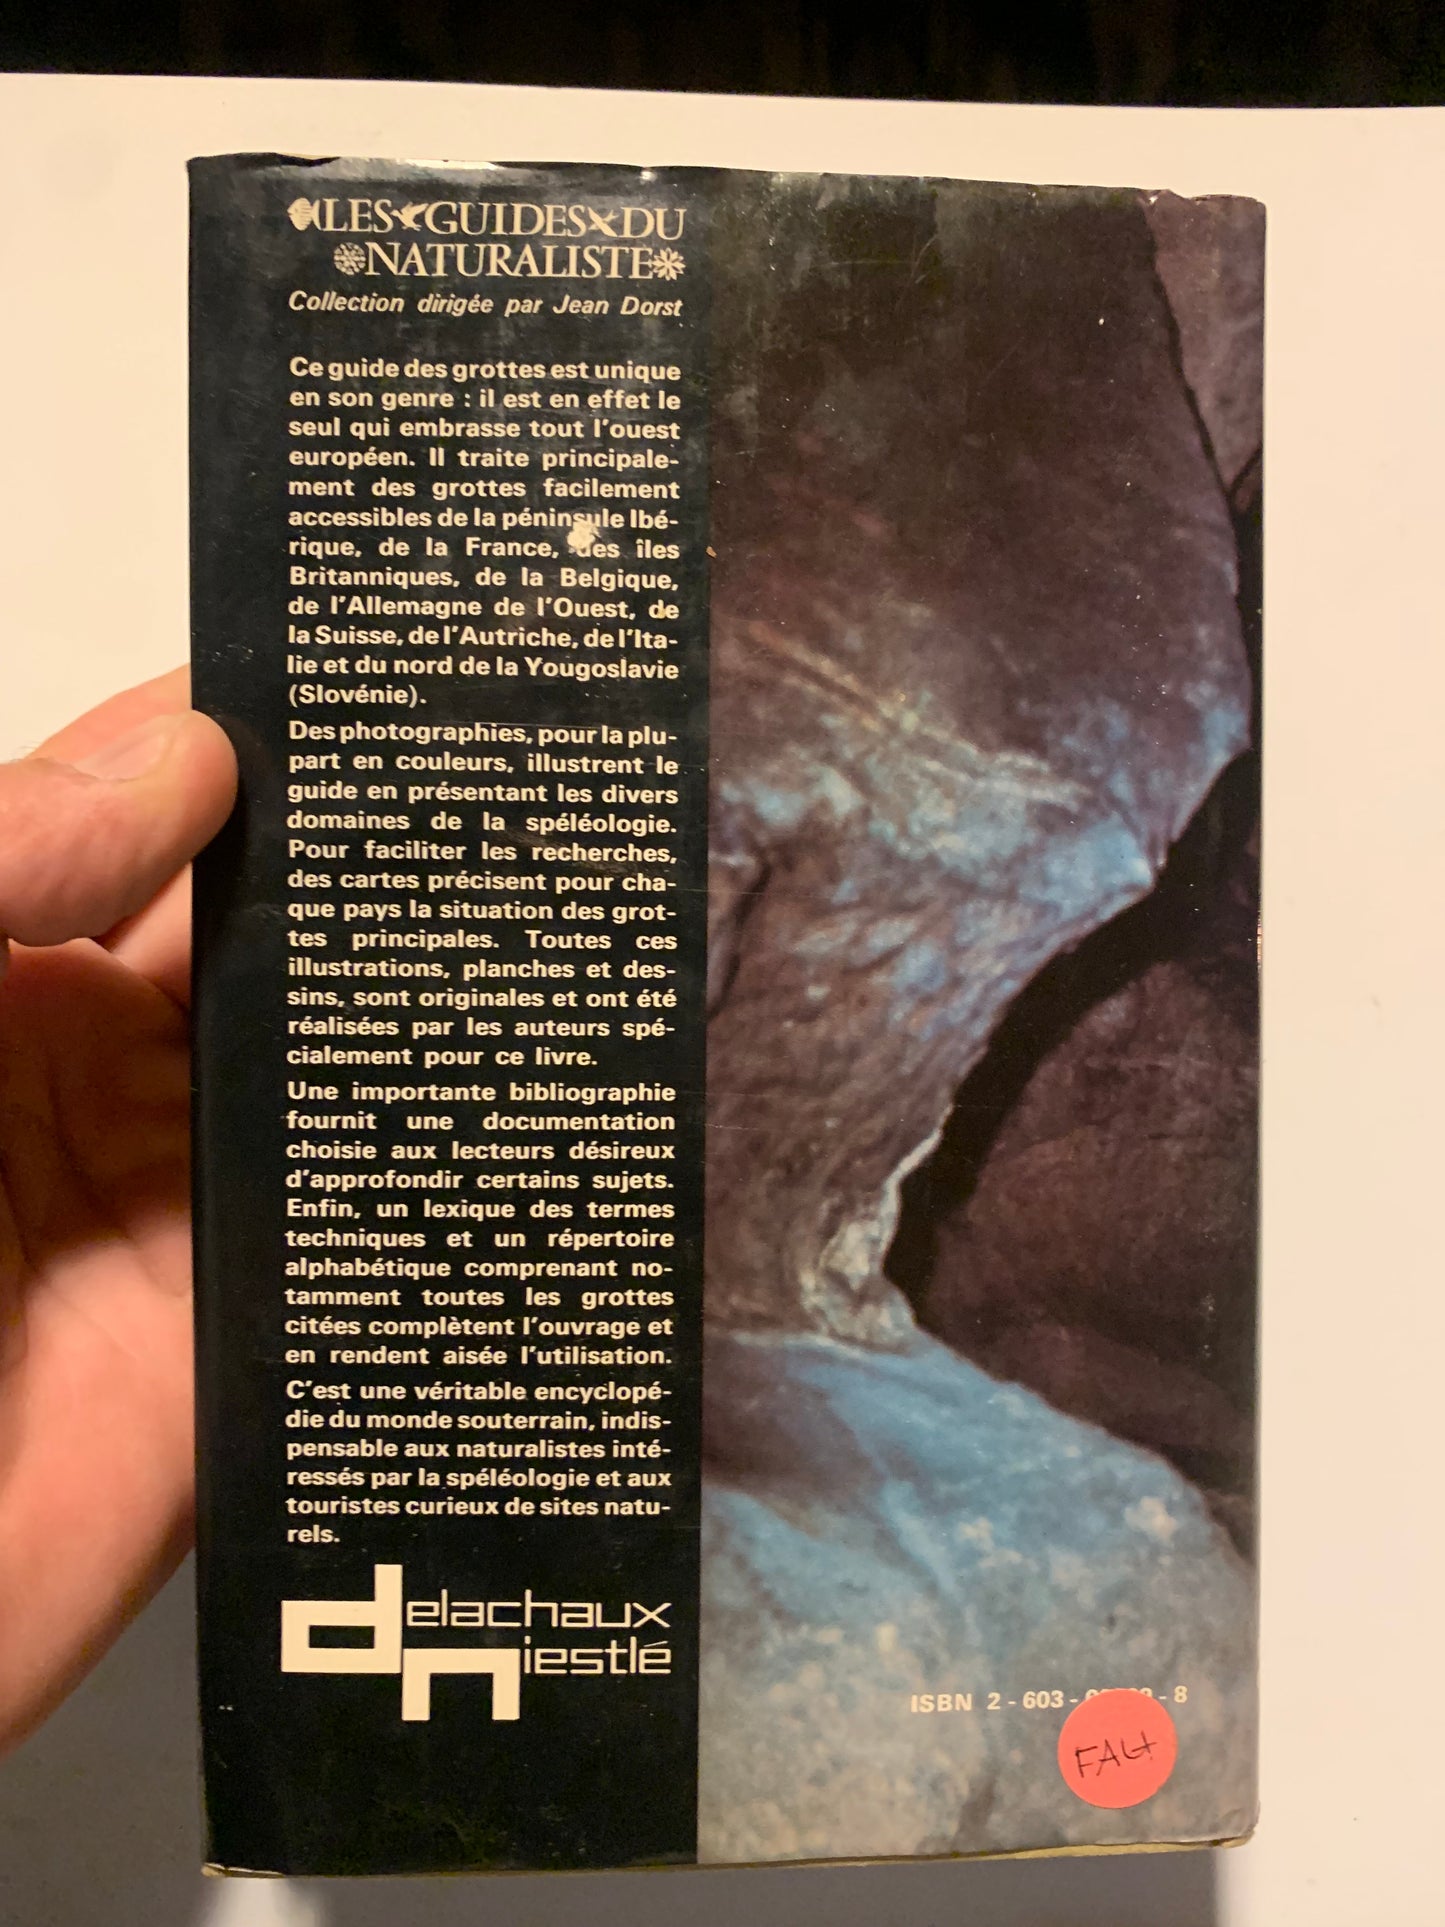 LES GUIDES DU
NATURALISTE
Collection dirigée par Jean Dorst
Ce guide des grottes est unique
en son genre : il est en effet le
seul qui embrasse tout l'ouest
européen. Il traite principale-
ment des grottes facilement
accessibles de la péninsule Ibé-
rique, de la France, des îles
Britanniques, de la Belgique,
de l'Allemagne de l'Ouest, de
la Suisse, de l'Autriche, de l'Ita-
lie et du nord de la Yougoslavie
(Slovénie).
Des photographies, pour la plu-
part en couleurs, illustrent le
guide en présentant les divers
domaines de la spéléologie.
Pour faciliter les recherches,
des cartes précisent pour cha-
que pays la situation des grot-
tes principales. Toutes ces
illustrations, planches et des-
sins, sont originales et ont été
réalisées par les auteurs spé-
cialement pour ce livre.
Une importante bibliographie
fournit une documentation
choisie aux lecteurs désireux
d'approfondir certains sujets.
Enfin, un lexique des termes
techniques et un répertoire
alphabétique comprenant no-
tamment toutes les grottes
citées complètent l'ouvrage et
en rendent aisée l'utilisation.
C'est une véritable encyclopé-
die du monde souterrain, indis-
pensable aux naturalistes inté-
ressés par la spéléologie et aux
touristes curieux de sites natu-
rels.
delachaux
niestlé
ISBN 2 - 603 - - 8